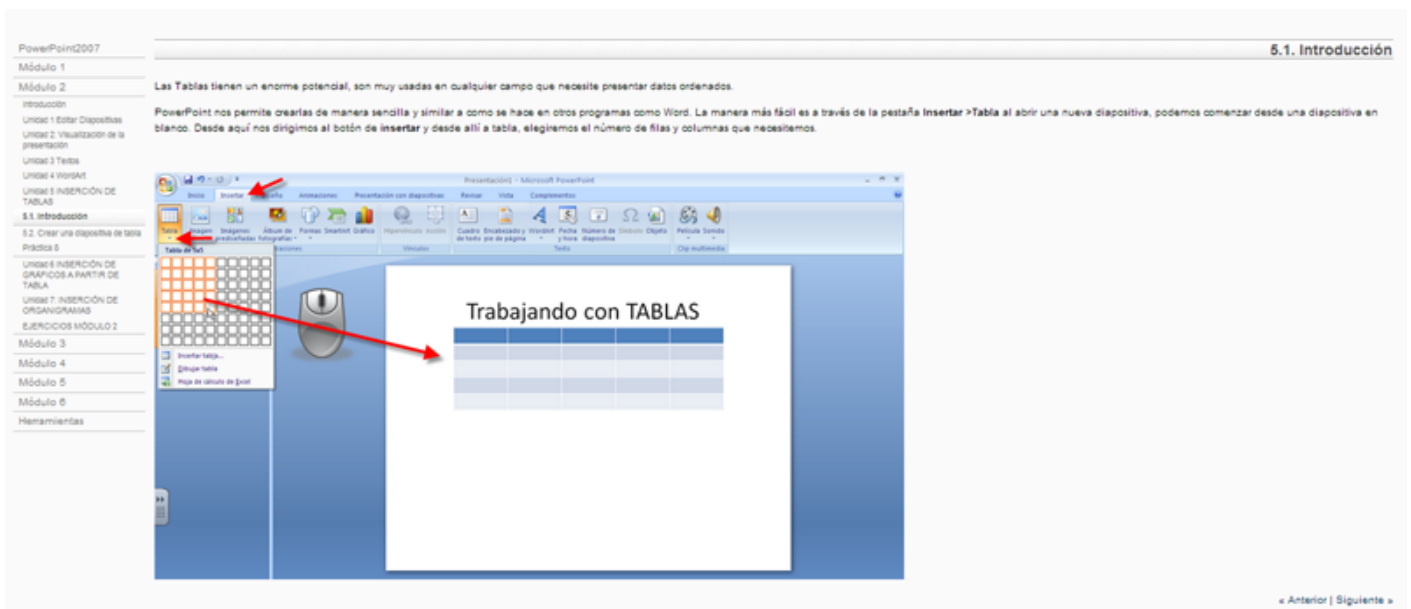 PowerPoint2007
Módulo 1
Módulo 2
Introducción
Unidad 1 Editar Diapositivas
Unidad 2: Visualización de la
presentación
Unidad 3 Textos
Unidad 4 WordArt
Unidad 5 INSERCIÓN DE
TABLAS
5.1. Introducción
5.2. Crear una diapositiva de tabla
Práctica 5
Unidad 6 INSERCIÓN DE
GRÁFICOS A PARTIR DE
TABLA
Unidad 7: INSERCIÓN DE
ORGANIGRAMAS
EJERCICIOS MÓDULO 2
Módulo 3
Módulo 4
Módulo 5
Módulo 6
Herramientas
5.1. Introducción
Las Tablas tienen un enorme potencial, son muy usadas en cualquier campo que necesite presentar datos ordenados.
PowerPoint nos permite crearlas de manera sencilla y similar a como se hace en otros programas como Word. La manera más fácil es a través de la pestaña Insertar >Tabla al abrir una nueva diapositiva, podemos comenzar desde una diapositiva en
blanco. Desde aquí nos dirigimos al botón de insertar y desde allí a tabla, elegiremos el número de filas y columnas que necesitemos.
Presentación1 - Microsoft PowerPoint
Inicio Insertar Animaciones Presentación con diapositivas Revisar Vista Complementos
Tabla Imagen Imágenes prediseñadas Álbum de fotografías Formas SmartArt Gráfico Hipervínculo Acción Cuadro de texto Encabezado y pie de página WordArt Fecha y hora Número de diapositiva Símbolo Objeto Película Sonido
Vínculos Texto Clip multimedia
Tabla de 5x5
Insertar tabla...
Dibujar tabla
Hoja de cálculo de Excel
Trabajando con TABLAS
« Anterior | Siguiente »